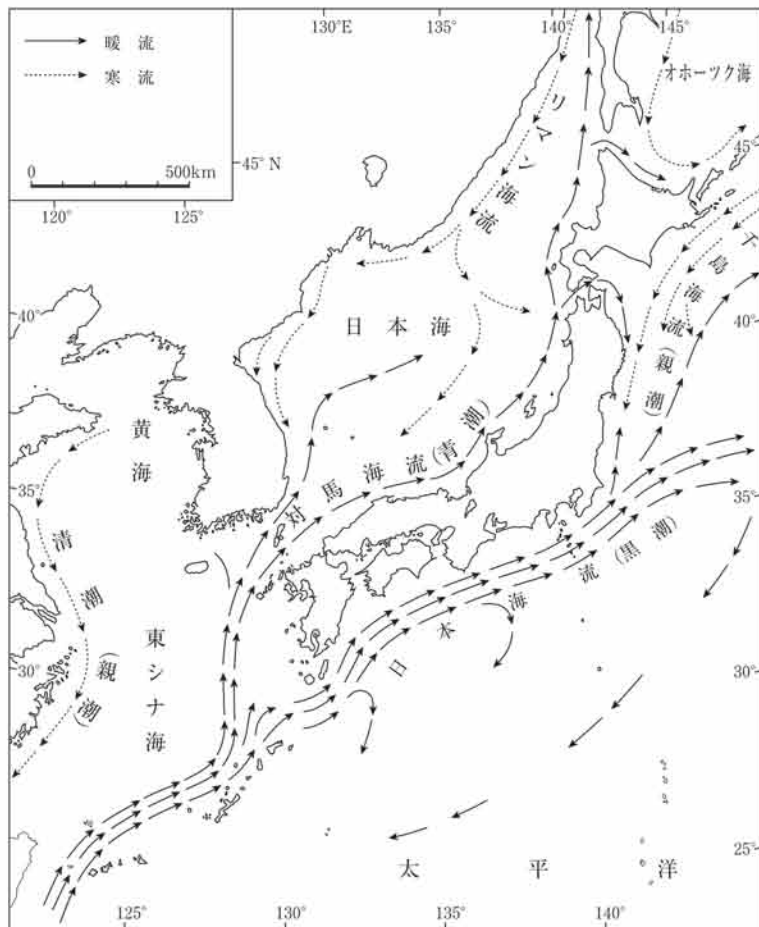 130°E
135°
140°
145°
暖流
寒流
0 500km
45° N
120°
125°
オホーツク海
リマン海流
45°
千島海流(親潮)
40°
40°
日本海
黄海
対馬海流(青潮)
35°
35°
清潮(親潮)
日本海流(黒潮)
東シナ海
30°
30°
太平洋
25°
125°
130°
135°
140°